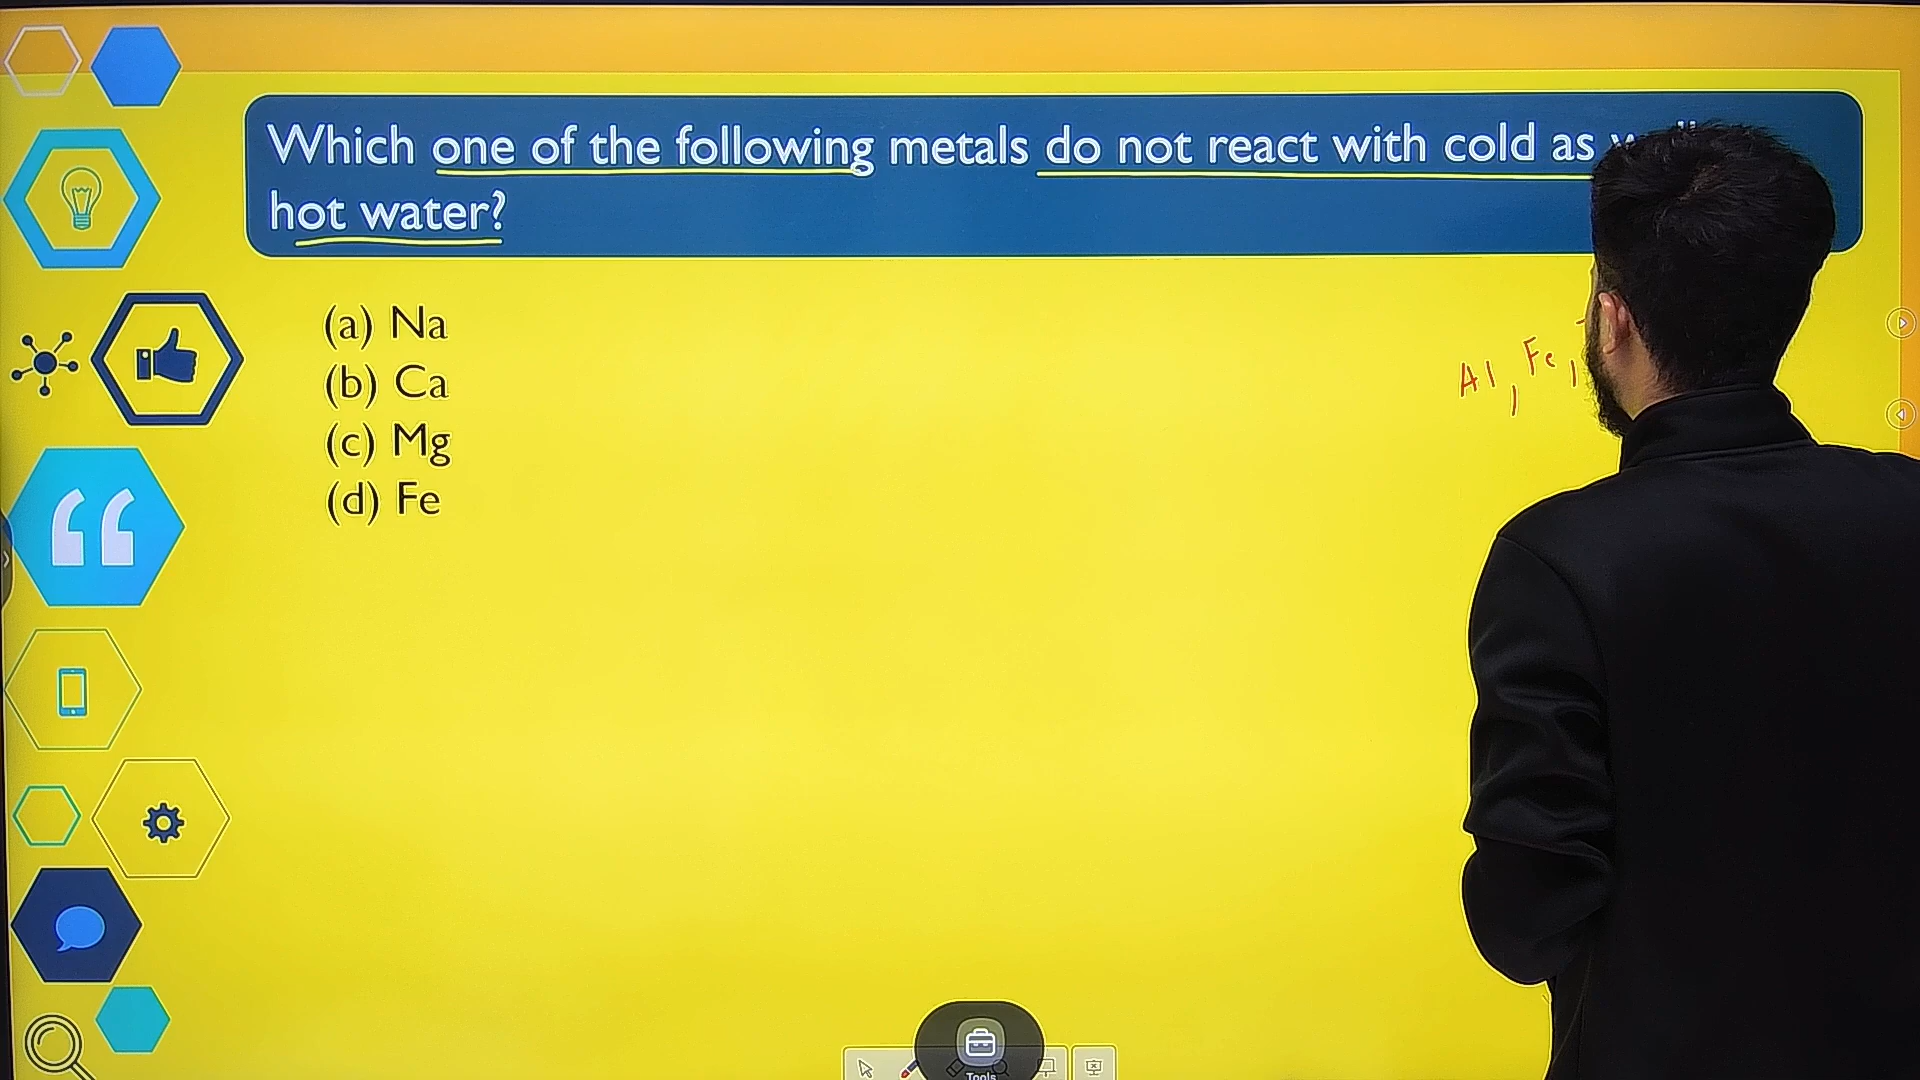 Which one of the following metals do not react with cold as
hot water?
(a) Na
(b) Ca
(c) Mg
(d) Fe
Al, Fe,
Tools